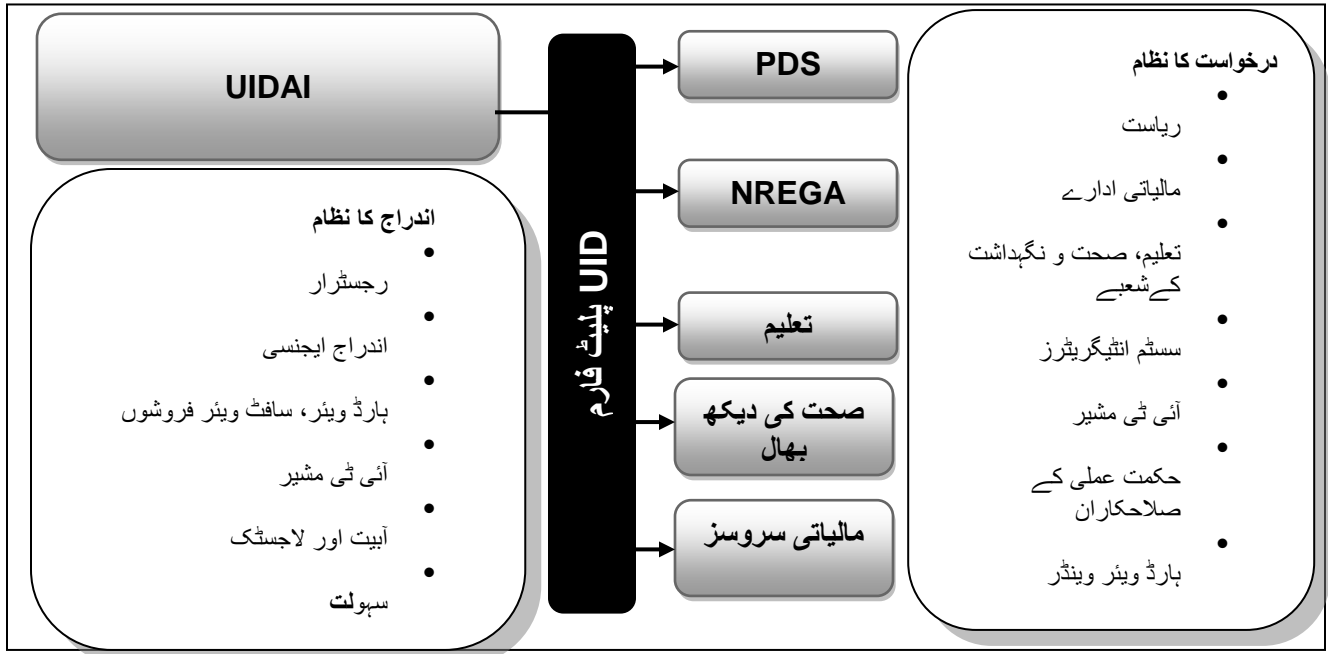 UIDAI
اندراج کا نظام
• رجسٹرار
• اندراج ایجنسی
• ہارڈ ویئر، سافٹ ویئر فروشوں
• آئی ٹی مشیر
• آبیت اور لاجسٹک
• سہولت
UID پلیٹ فارم
PDS
NREGA
تعلیم
صحت کی دیکھ
بھال
مالیاتی سروسز
درخواست کا نظام
• ریاست
• مالیاتی ادارے
• تعلیم، صحت و نگہداشت
کےشعبے
• سسٹم انٹیگریٹرز
• آئی ٹی مشیر
• حکمت عملی کے
صلاحکاران
• ہارڈ ویئر وینڈر